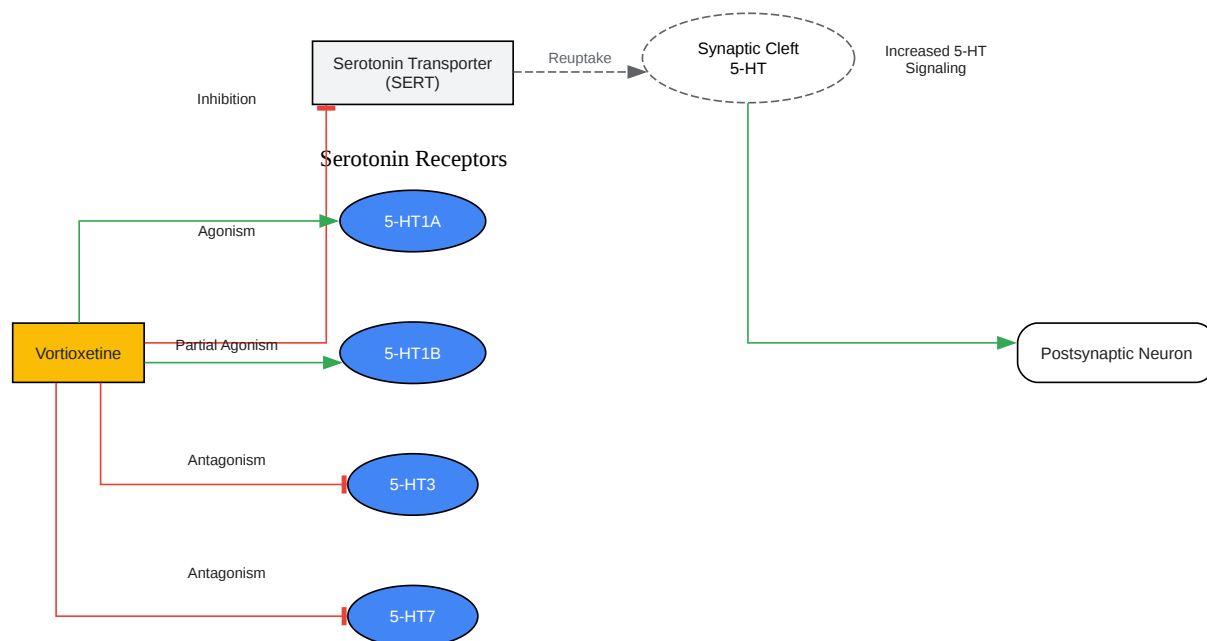 Serotonin Transporter
(SERT)
Reuptake
Synaptic Cleft
5-HT
Increased 5-HT
Signaling
Inhibition
Serotonin Receptors
5-HT1A
Agonism
Vortioxetine
Partial Agonism
5-HT1B
Postsynaptic Neuron
Antagonism
5-HT3
Antagonism
5-HT7